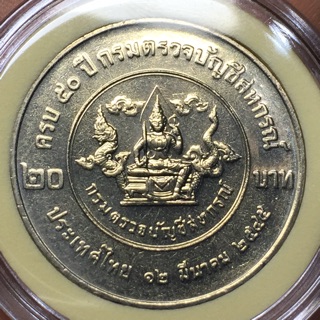 ครบ ๕๐ ปี กรมตรวจบัญชีสหกรณ์
๒๐ บาท
กรมตรวจบัญชีสหกรณ์
ประเทศไทย ๑๒ มีนาคม ๒๕๔๕